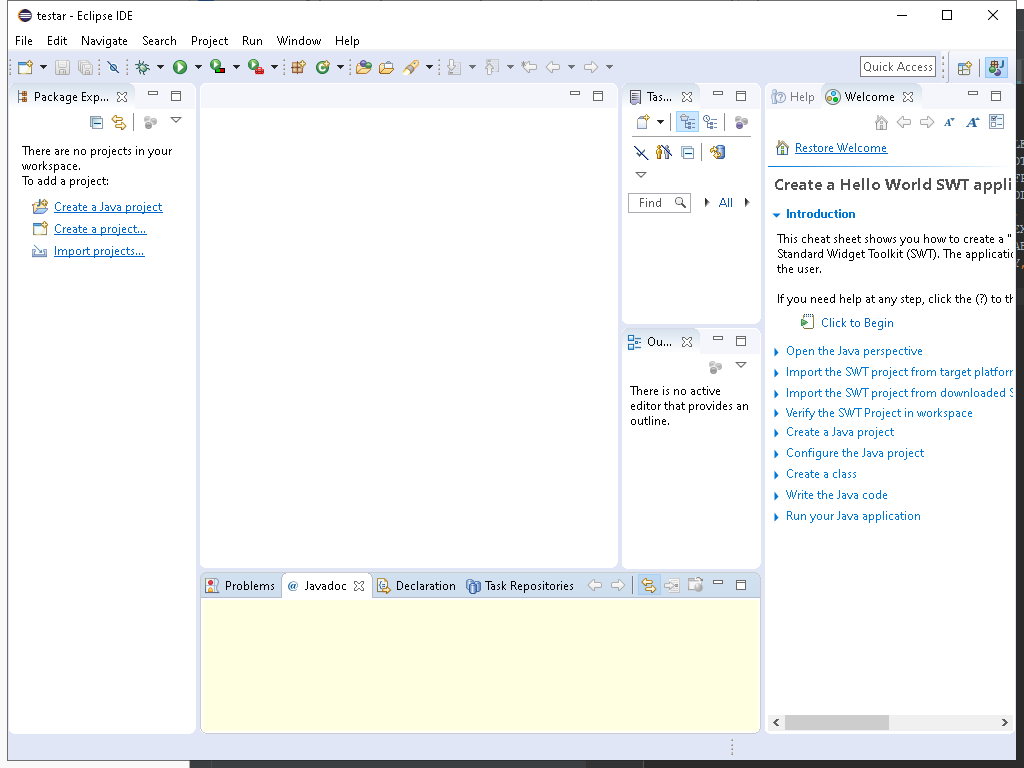 testar - Eclipse IDE
File Edit Navigate Search Project Run Window Help
Quick Access
Package Exp...
There are no projects in your
workspace.
To add a project:
Create a Java project
Create a project...
Import projects...
Tas...
Find
All
Ou...
There is no active
editor that provides an
outline.
Help
Welcome
Restore Welcome
Create a Hello World SWT appli
Introduction
This cheat sheet shows you how to create a "
Standard Widget Toolkit (SWT). The applicatio
the user.
If you need help at any step, click the (?) to th
Click to Begin
Open the Java perspective
Import the SWT project from target platform
Import the SWT project from downloaded S
Verify the SWT Project in workspace
Create a Java project
Configure the Java project
Create a class
Write the Java code
Run your Java application
Problems
@ Javadoc
Declaration
Task Repositories